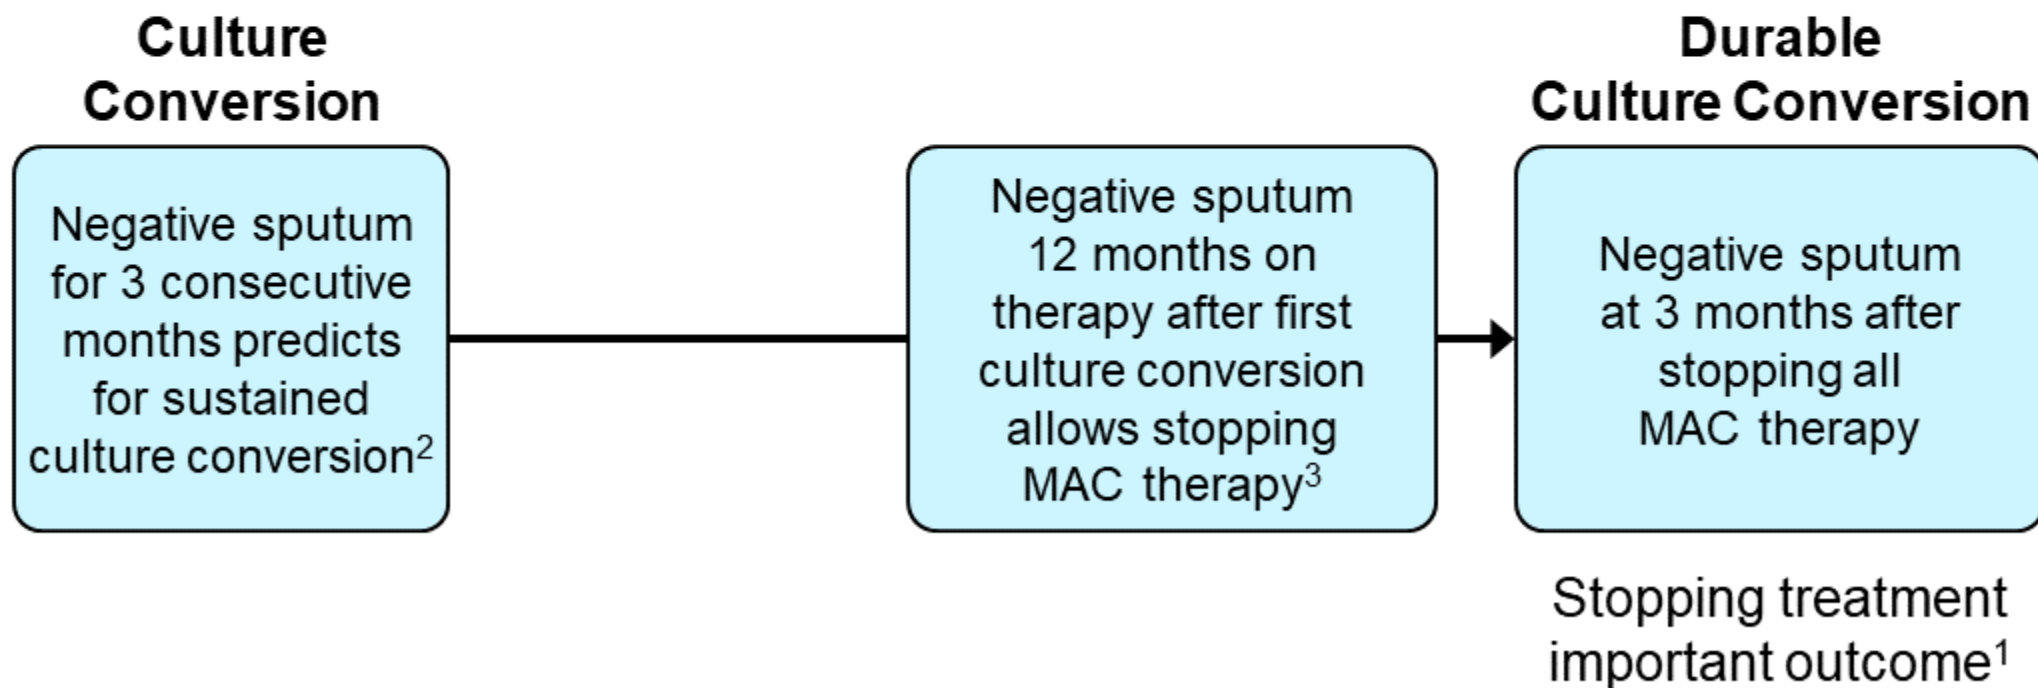 Culture
Conversion
Negative sputum
for 3 consecutive
months predicts
for sustained
culture conversion²
Negative sputum
12 months on
therapy after first
culture conversion
allows stopping
MAC therapy³
Durable
Culture Conversion
Negative sputum
at 3 months after
stopping all
MAC therapy
Stopping treatment
important outcome¹